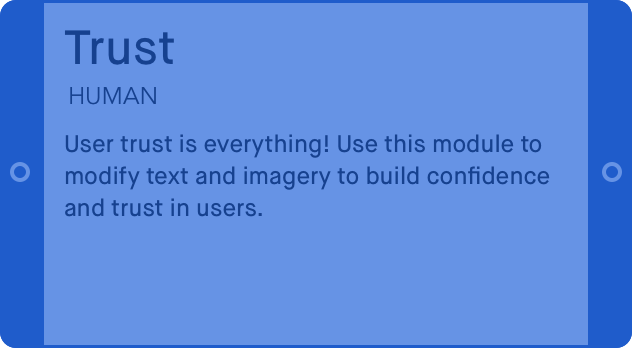 Trust
HUMAN
User trust is everything! Use this module to
modify text and imagery to build confidence
and trust in users.